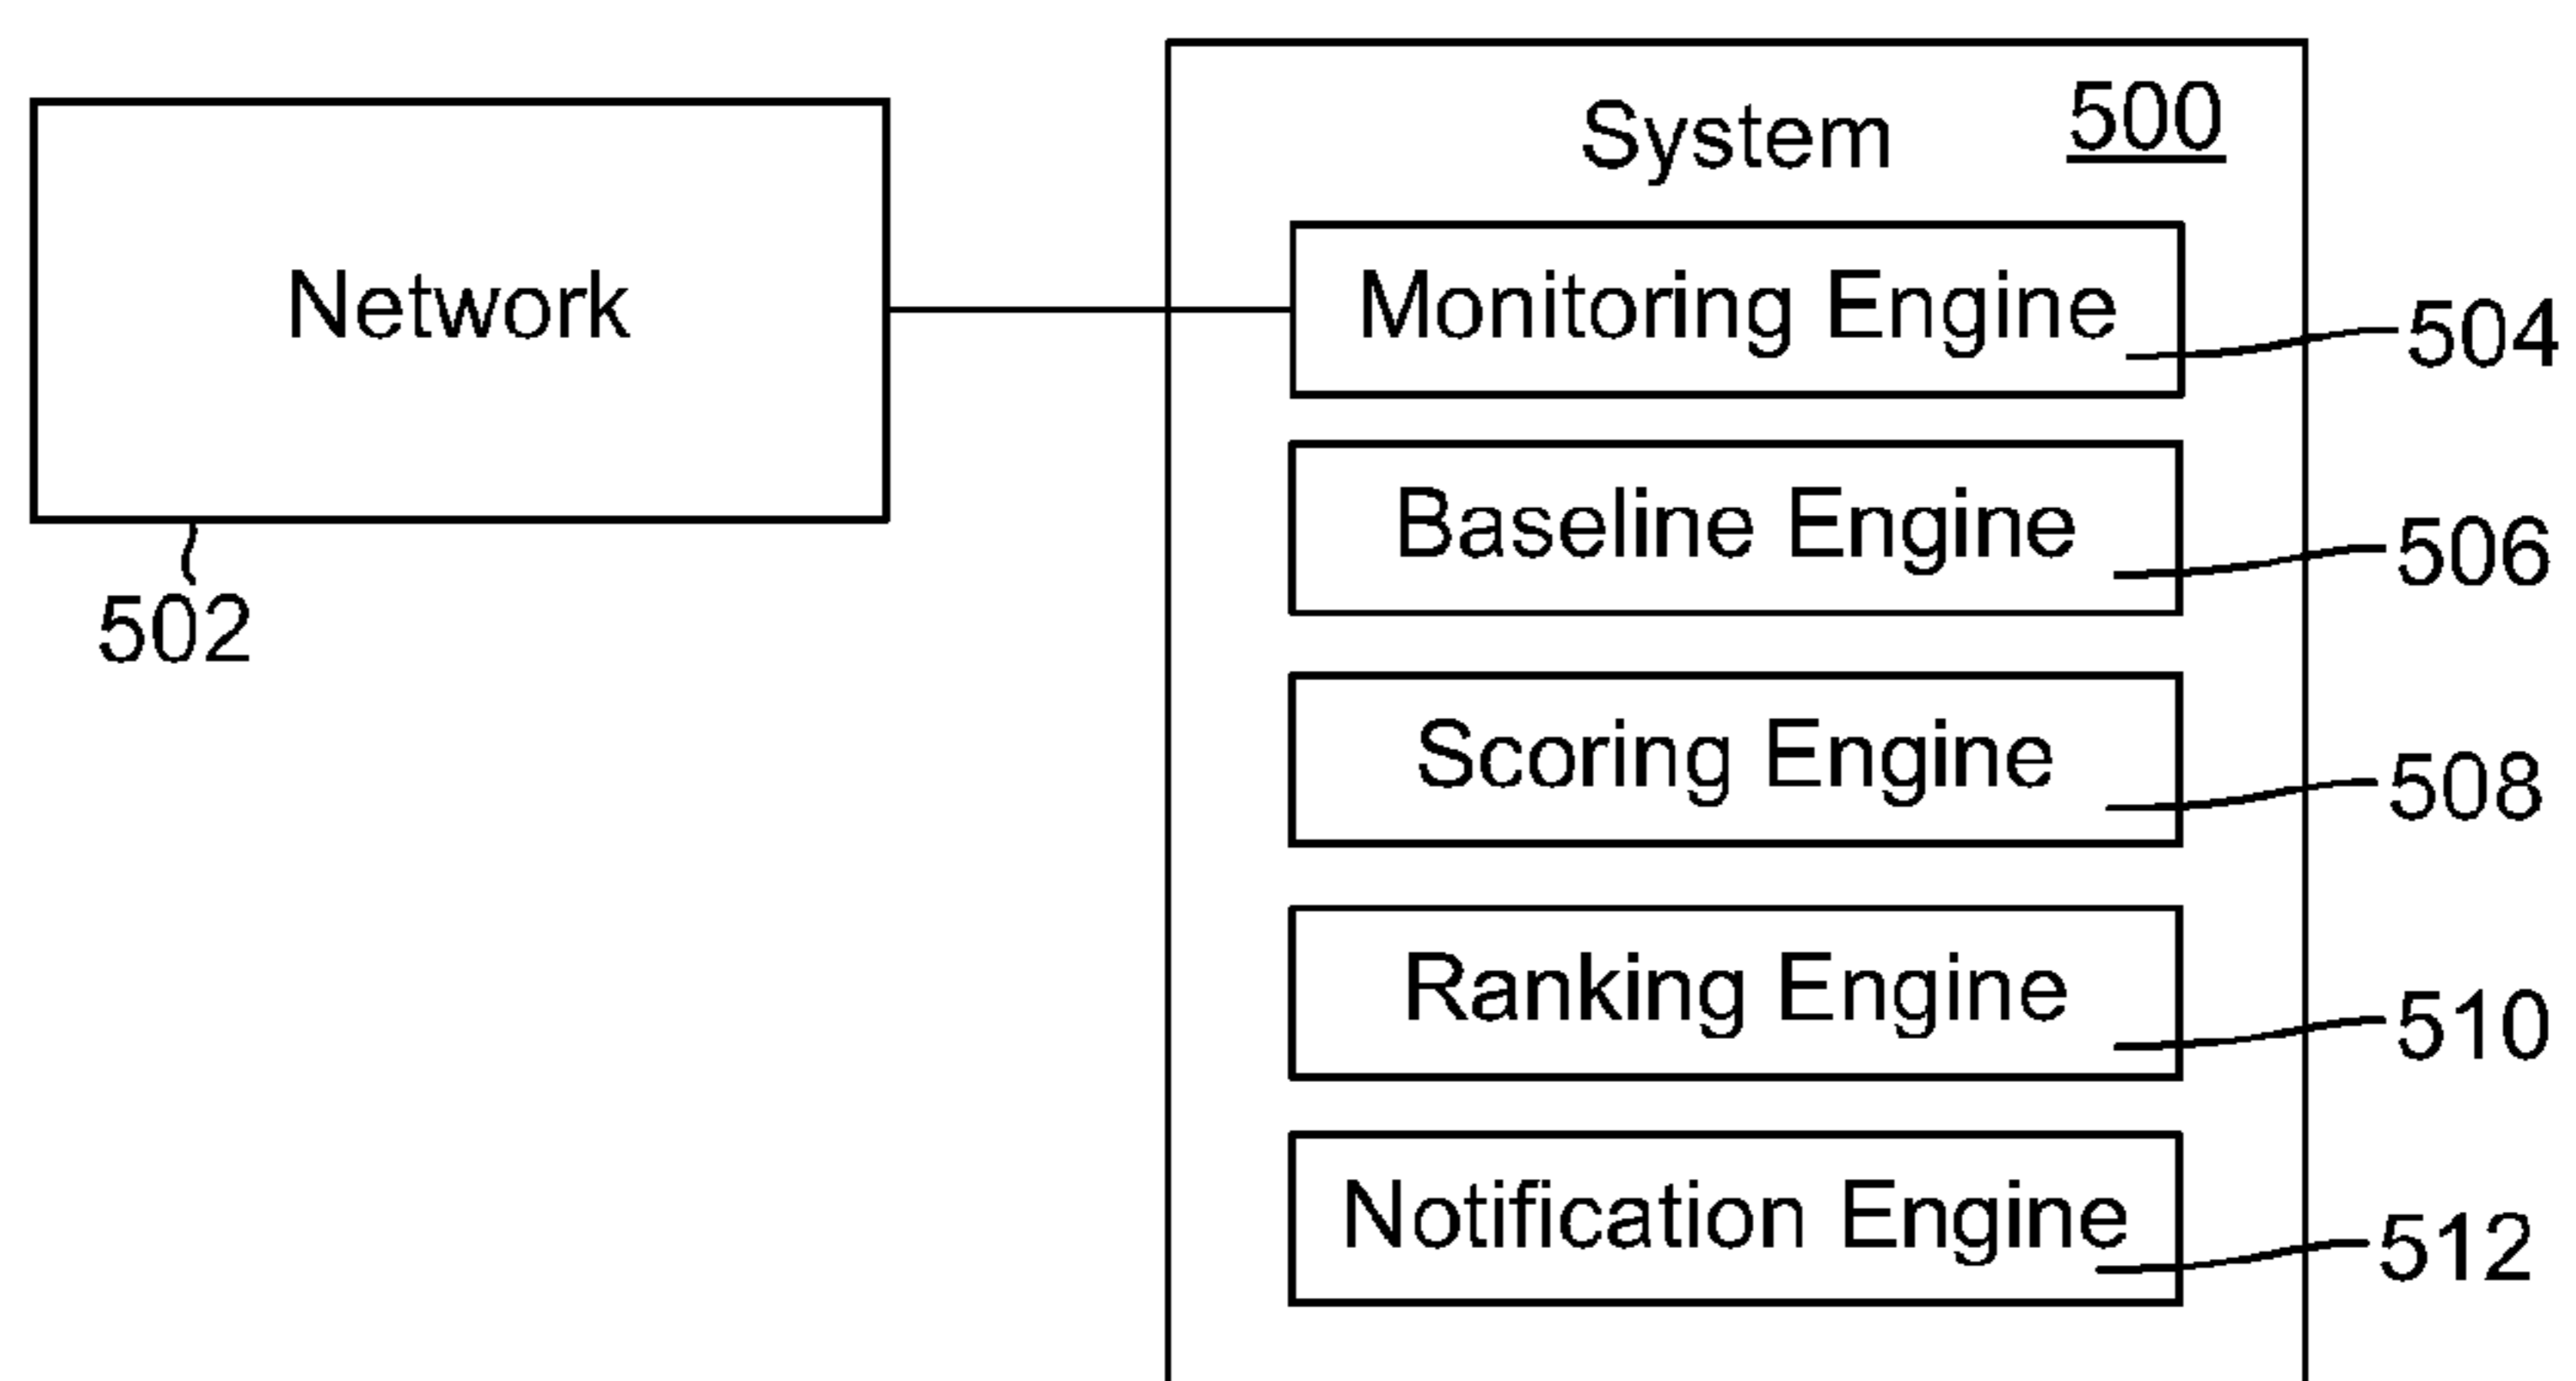 System 500
Network
Monitoring Engine
504
Baseline Engine
506
502
Scoring Engine
508
Ranking Engine
510
Notification Engine
512